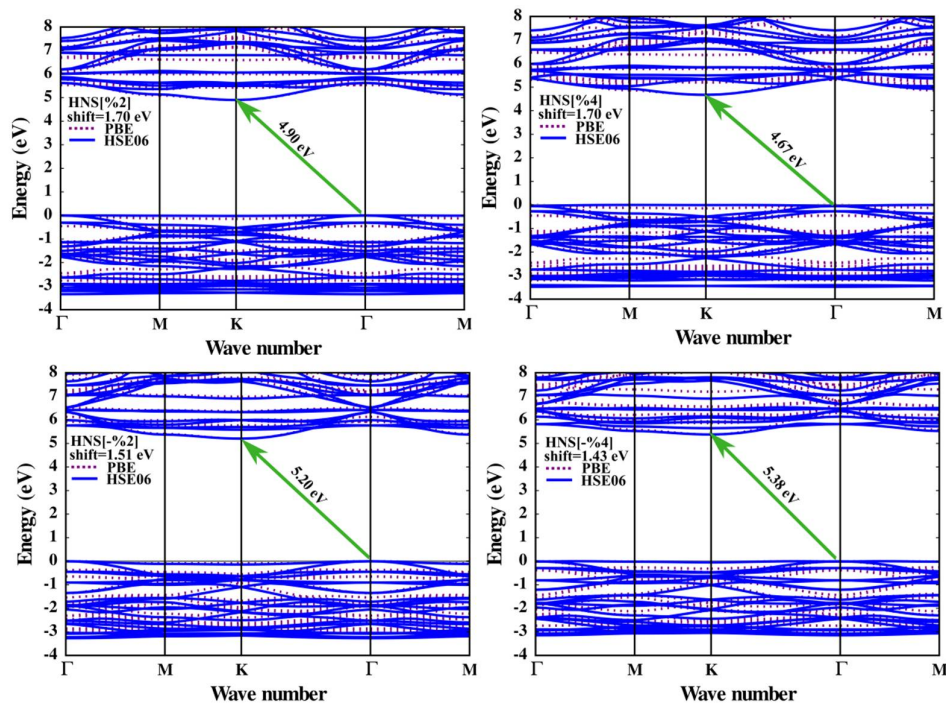 8
7
6
5
4
3
2
1
0
-1
-2
-3
-4
Energy (eV)
HNS[%2]
shift=1.70 eV
PBE
HSE06
4.90 eV
Γ M K Γ M
Wave number
8
7
6
5
4
3
2
1
0
-1
-2
-3
-4
Energy (eV)
HNS[%4]
shift=1.70 eV
PBE
HSE06
4.67 eV
Γ M K Γ M
Wave number
8
7
6
5
4
3
2
1
0
-1
-2
-3
-4
Energy (eV)
HNS[-%2]
shift=1.51 eV
PBE
HSE06
5.20 eV
Γ M K Γ M
Wave number
8
7
6
5
4
3
2
1
0
-1
-2
-3
-4
Energy (eV)
HNS[-%4]
shift=1.43 eV
PBE
HSE06
5.38 eV
Γ M K Γ M
Wave number